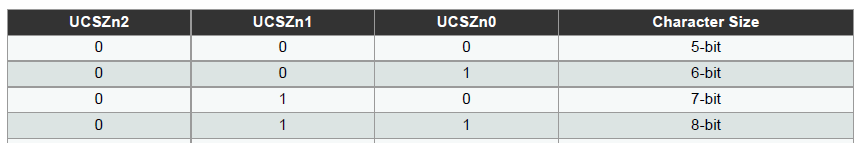 UCSZn2 UCSZn1 UCSZn0 Character Size
0 0 0 5-bit
0 0 1 6-bit
0 1 0 7-bit
0 1 1 8-bit